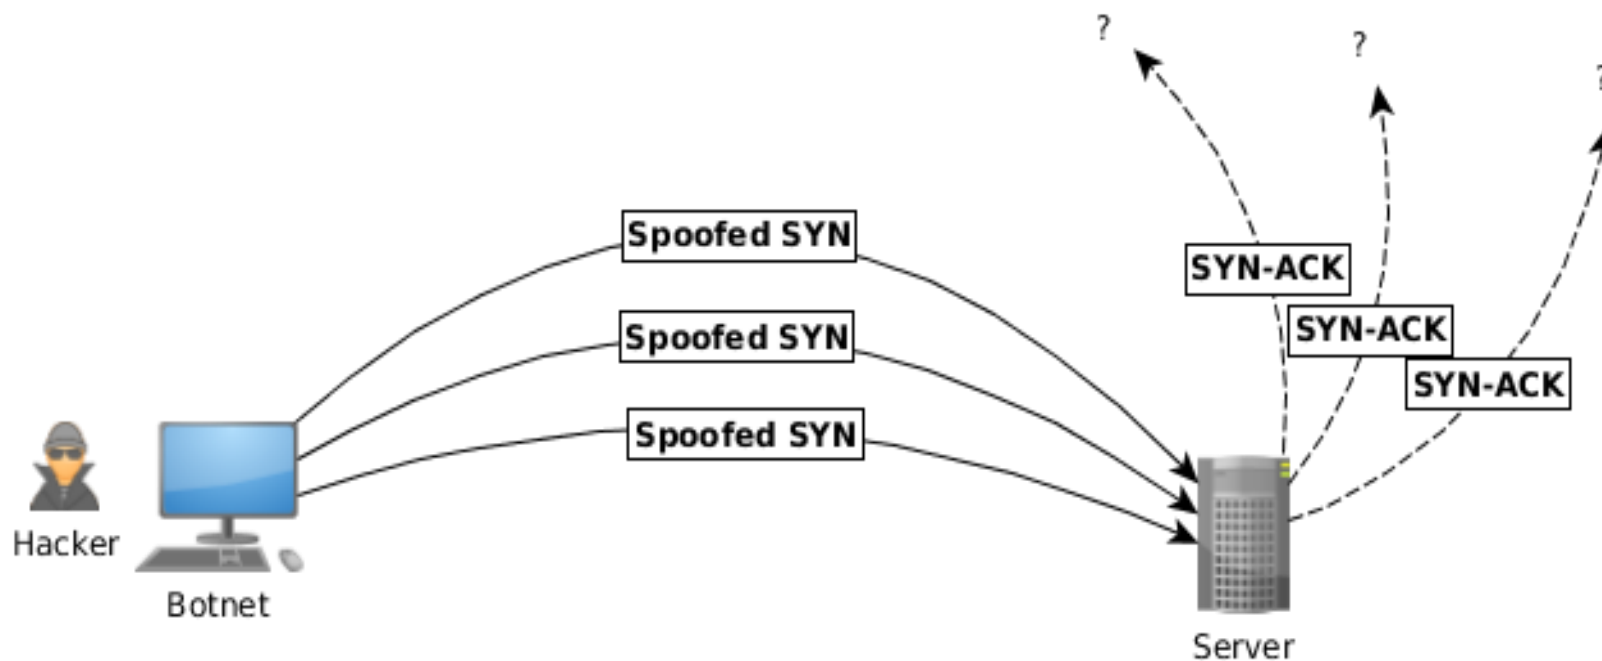 ?
?
?
Spoofed SYN
SYN-ACK
Spoofed SYN
SYN-ACK
SYN-ACK
Spoofed SYN
Hacker
Botnet
Server